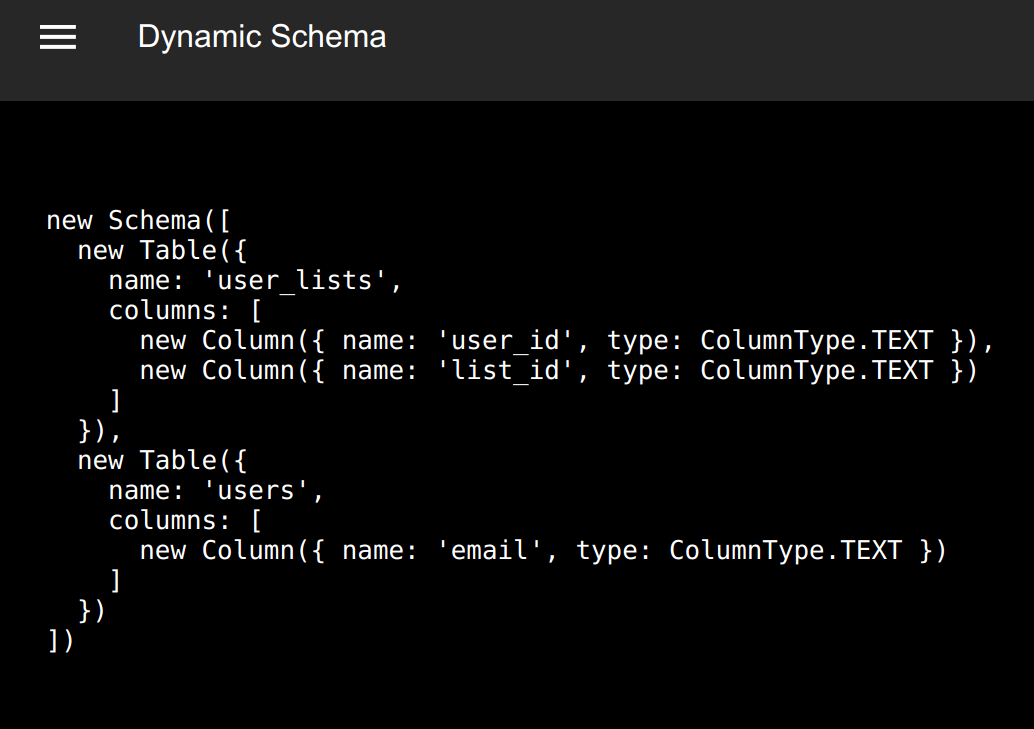 Dynamic Schema
new Schema([
  new Table({
    name: 'user_lists',
    columns: [
      new Column({ name: 'user_id', type: ColumnType.TEXT }),
      new Column({ name: 'list_id', type: ColumnType.TEXT })
    ]
  }),
  new Table({
    name: 'users',
    columns: [
      new Column({ name: 'email', type: ColumnType.TEXT })
    ]
  })
])